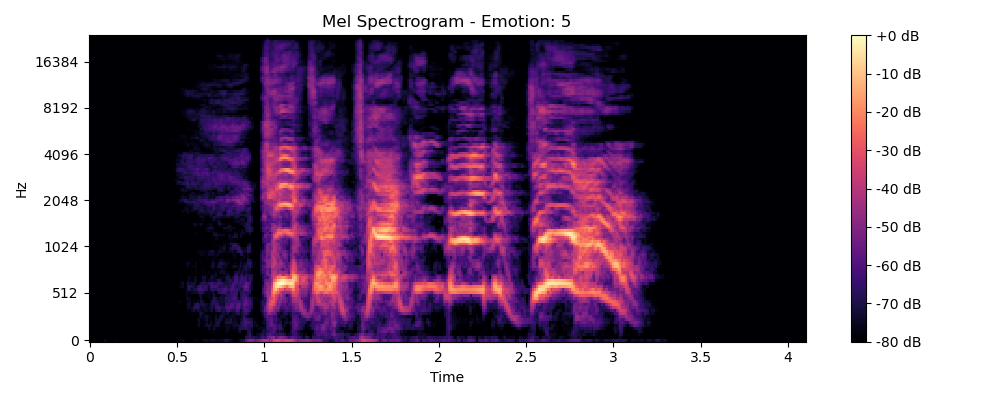 Mel Spectrogram - Emotion: 5
Hz
16384
8192
4096
2048
1024
512
0
0 0.5 1 1.5 2 2.5 3 3.5 4
Time
+0 dB
-10 dB
-20 dB
-30 dB
-40 dB
-50 dB
-60 dB
-70 dB
-80 dB